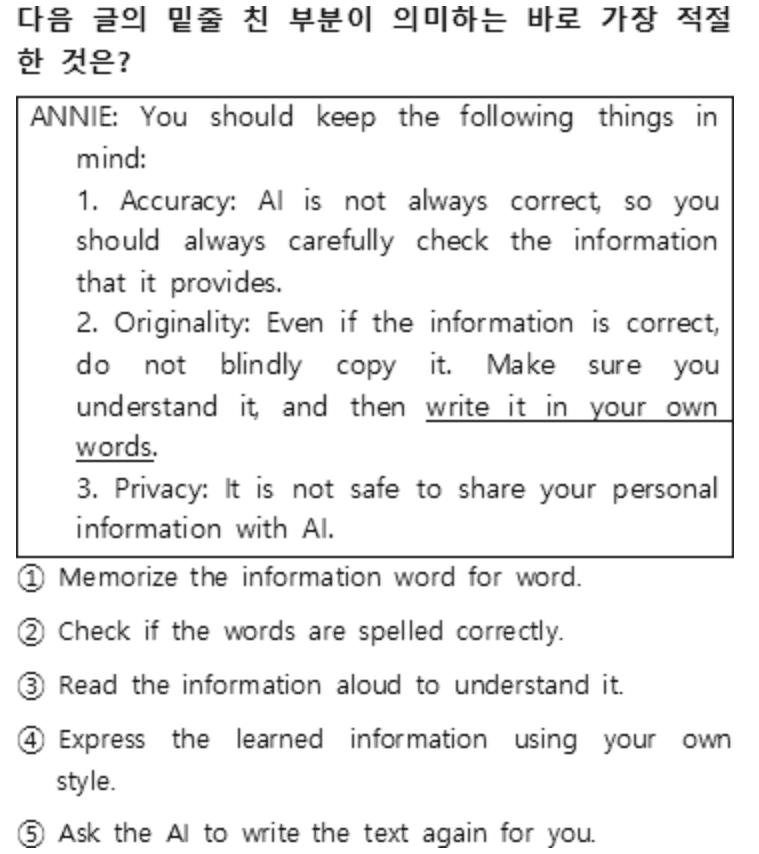 다음 글의 밑줄 친 부분이 의미하는 바로 가장 적절
한 것은?
ANNIE: You should keep the following things in
mind:
1. Accuracy: AI is not always correct, so you
should always carefully check the information
that it provides.
2. Originality: Even if the information is correct,
do not blindly copy it. Make sure you
understand it, and then write it in your own
words.
3. Privacy: It is not safe to share your personal
information with AI.
① Memorize the information word for word.
② Check if the words are spelled correctly.
③ Read the information aloud to understand it.
④ Express the learned information using your own
style.
⑤ Ask the AI to write the text again for you.